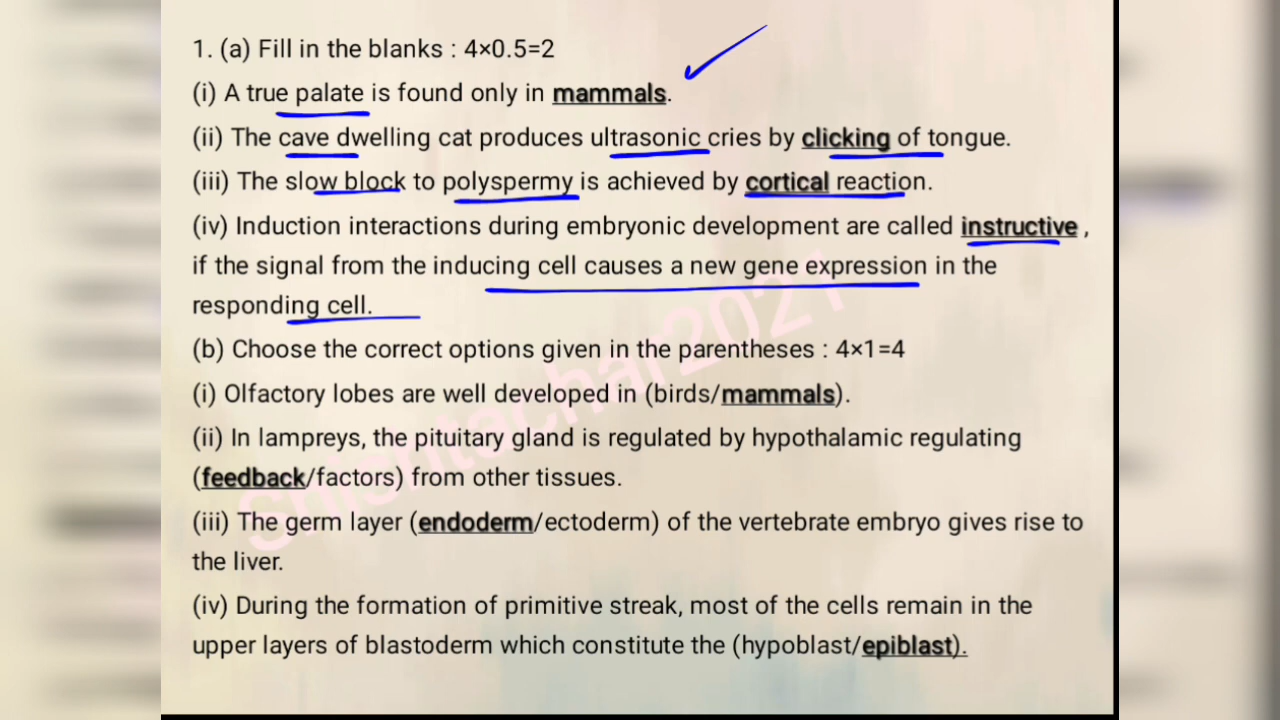 1. (a) Fill in the blanks : 4×0.5=2
(i) A true palate is found only in mammals.
(ii) The cave dwelling cat produces ultrasonic cries by clicking of tongue.
(iii) The slow block to polyspermy is achieved by cortical reaction.
(iv) Induction interactions during embryonic development are called instructive ,
if the signal from the inducing cell causes a new gene expression in the
responding cell.
(b) Choose the correct options given in the parentheses : 4×1=4
(i) Olfactory lobes are well developed in (birds/mammals).
(ii) In lampreys, the pituitary gland is regulated by hypothalamic regulating
(feedback/factors) from other tissues.
(iii) The germ layer (endoderm/ectoderm) of the vertebrate embryo gives rise to
the liver.
(iv) During the formation of primitive streak, most of the cells remain in the
upper layers of blastoderm which constitute the (hypoblast/epiblast).